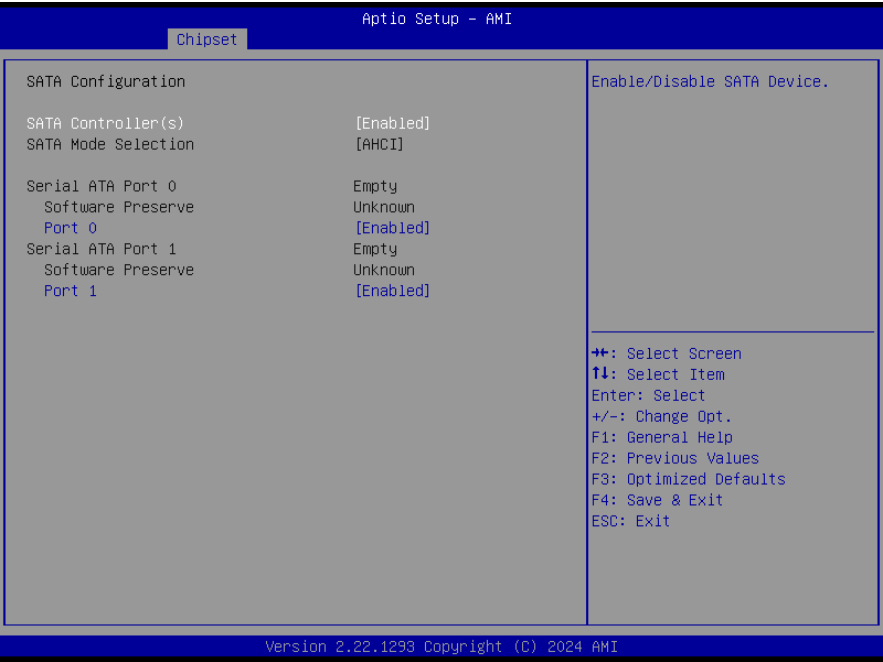 Aptio Setup - AMI
Chipset
SATA Configuration
Enable/Disable SATA Device.
SATA Controller(s) [Enabled]
SATA Mode Selection [AHCI]
Serial ATA Port 0 Empty
Software Preserve Unknown
Port 0 [Enabled]
Serial ATA Port 1 Empty
Software Preserve Unknown
Port 1 [Enabled]
→←: Select Screen
↑↓: Select Item
Enter: Select
+/-: Change Opt.
F1: General Help
F2: Previous Values
F3: Optimized Defaults
F4: Save & Exit
ESC: Exit
Version 2.22.1293 Copyright (C) 2024 AMI